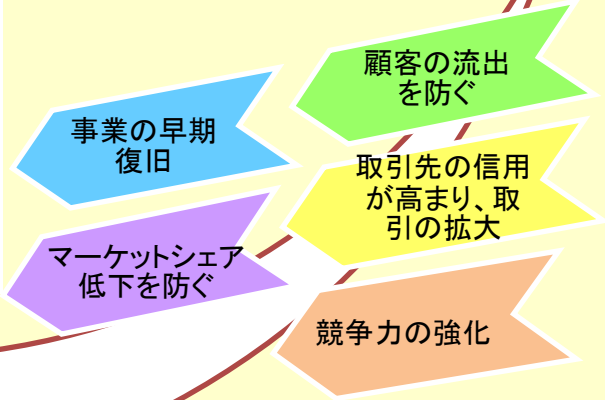 事業の早期
復旧
マーケットシェア
低下を防ぐ
顧客の流出
を防ぐ
取引先の信用
が高まり、取
引の拡大
競争力の強化